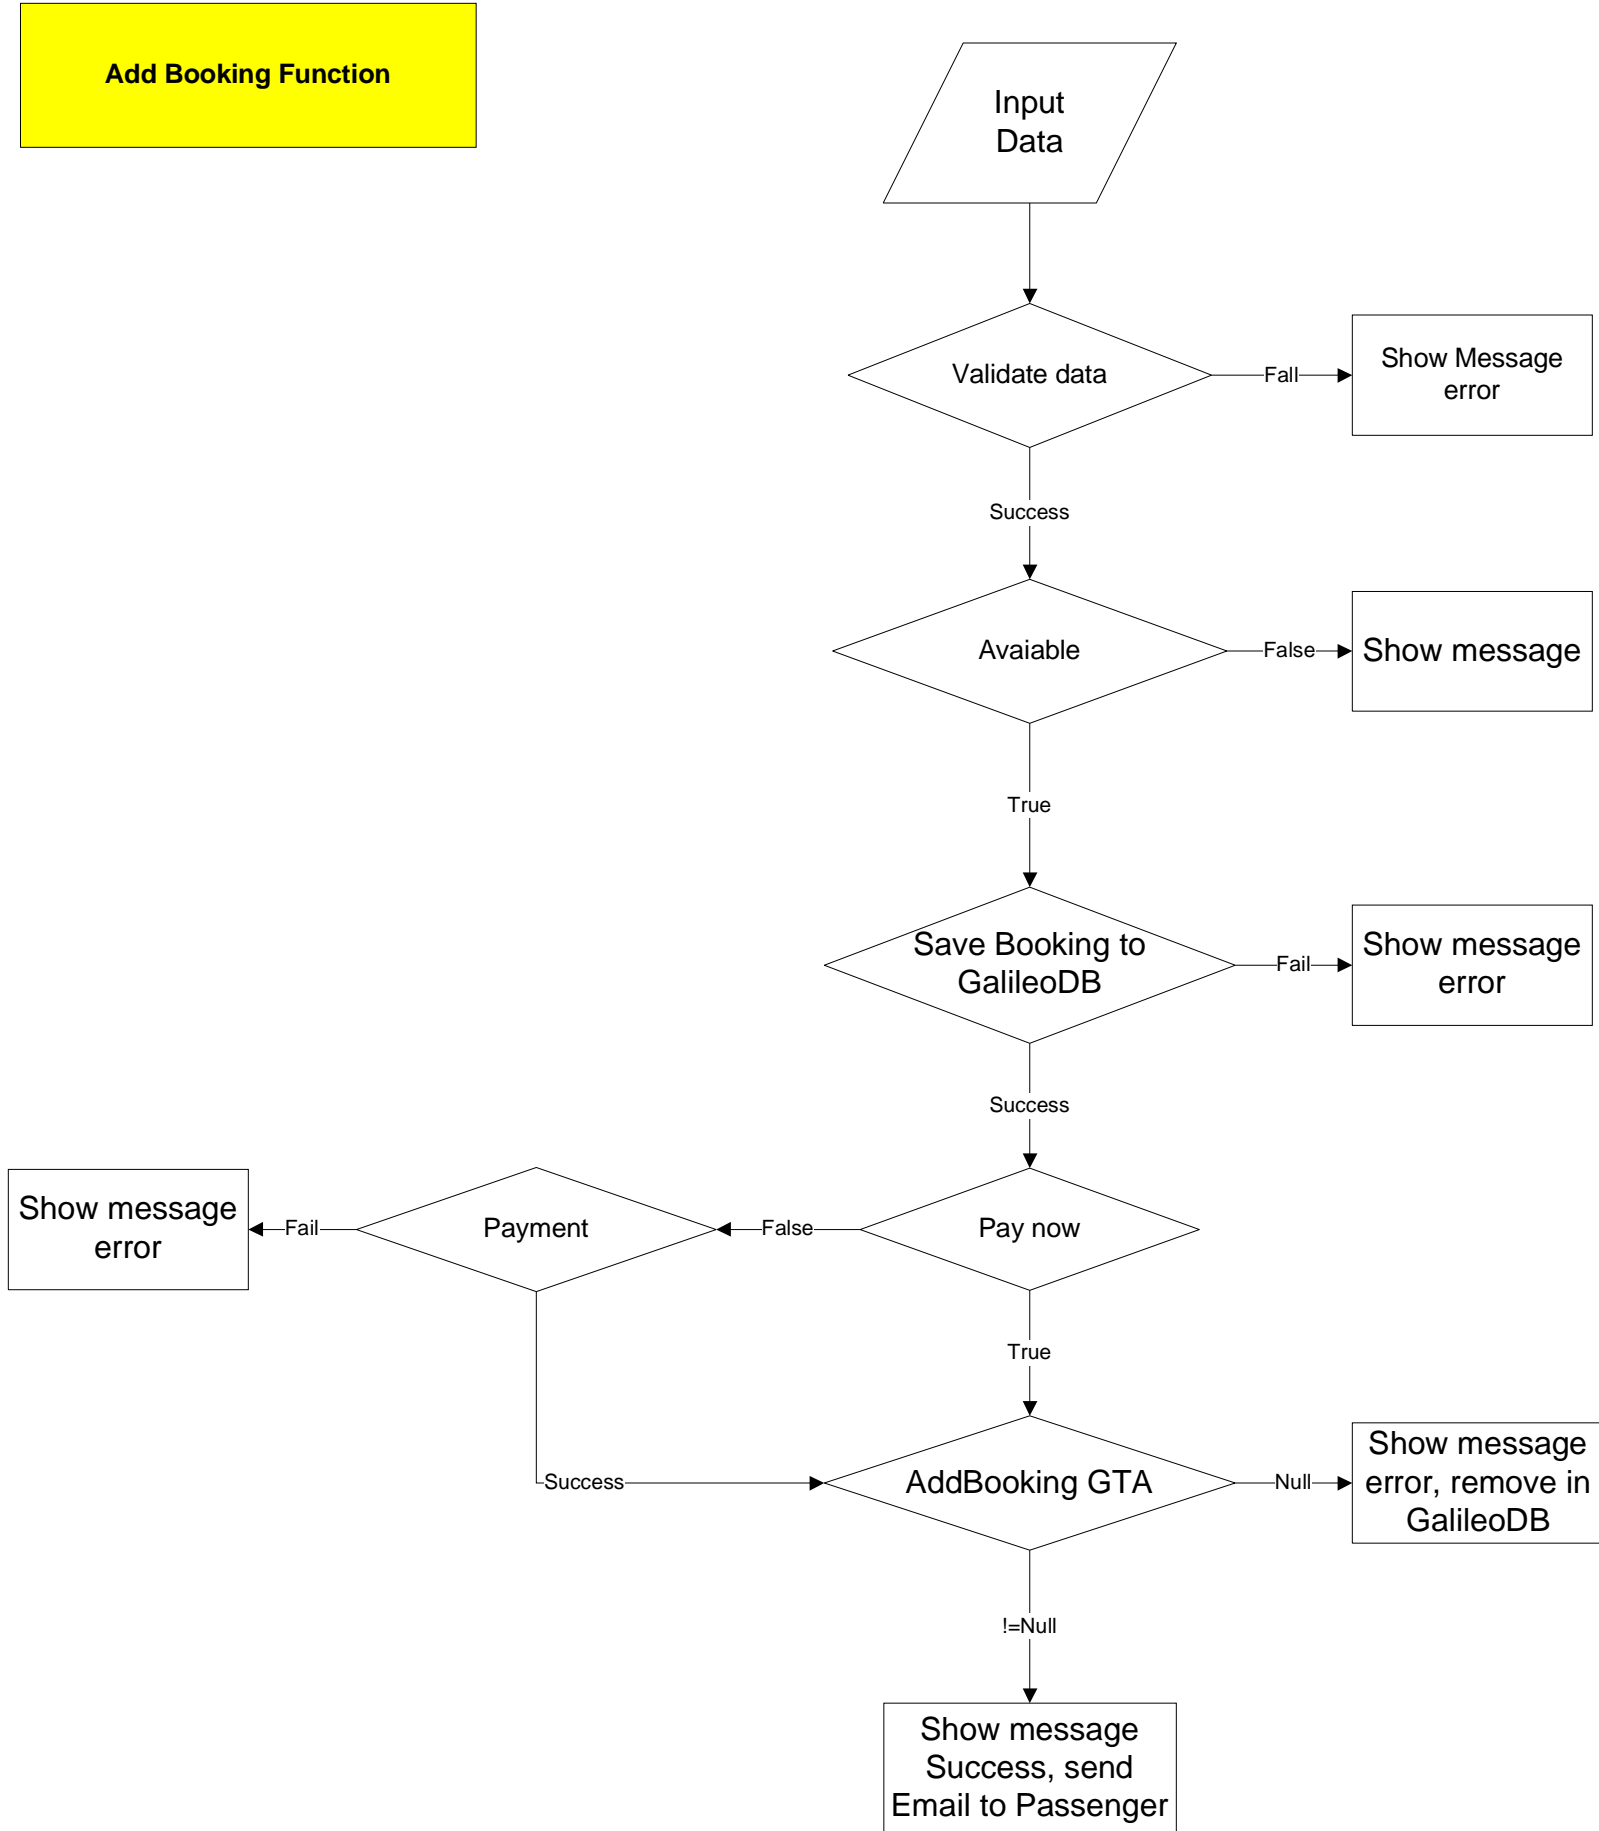 Add Booking Function
Input
Data
Validate data
Fall
Show Message
error
Success
Avaiable
False
Show message
True
Save Booking to
GalileoDB
Fail
Show message
error
Success
Show message
error
Fail
Payment
False
Pay now
True
Success
AddBooking GTA
Null
Show message
error, remove in
GalileoDB
!=Null
Show message
Success, send
Email to Passenger